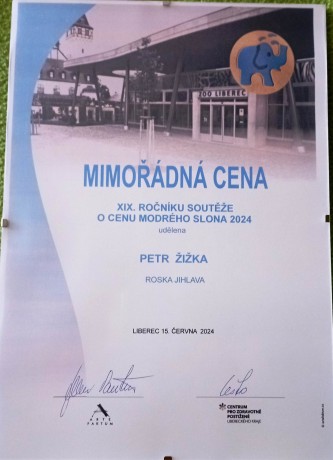 ZOO LIBEREC
MIMOŘÁDNÁ CENA
XIX. ROČNÍKU SOUTĚŽE
O CENU MODRÉHO SLONA 2024
udělena
PETR ŽIŽKA
ROSKA JIHLAVA
LIBEREC 15. ČERVNA 2024
ARTE
PARTUM
CENTRUM
PRO ZDRAVOTNĚ
POSTIŽENÉ
LIBERECKÉHO KRAJE